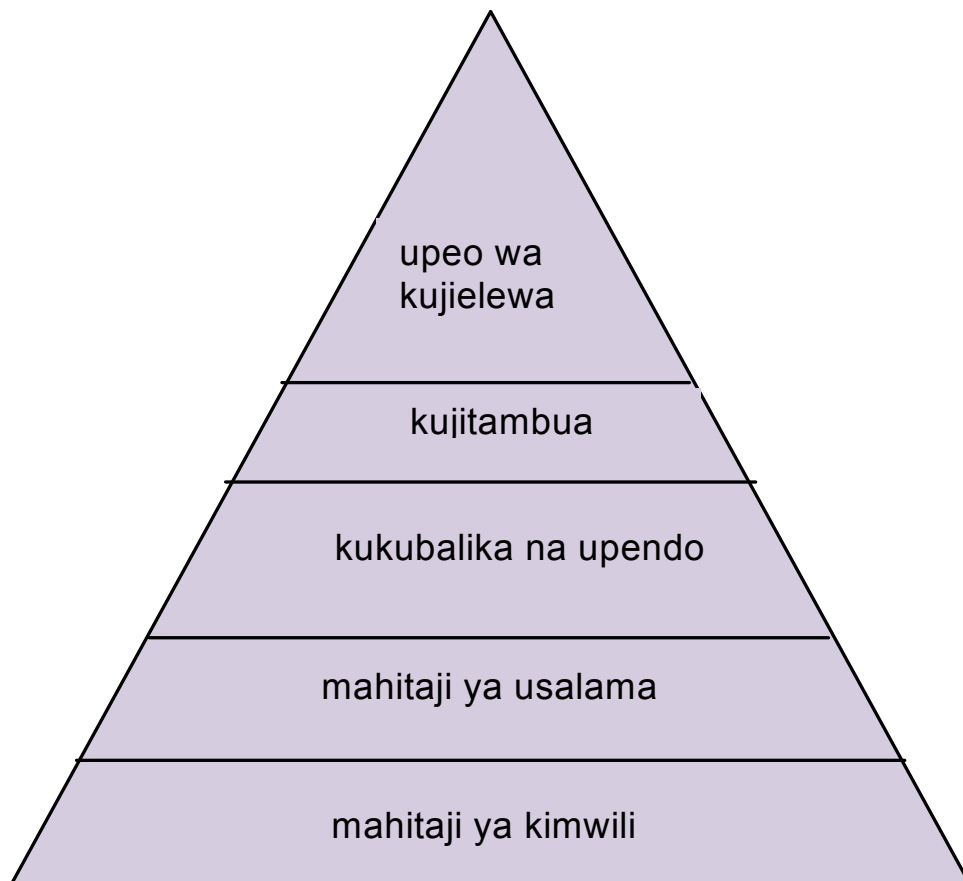 upeo wa
kujielewa
kujitambua
kukubalika na upendo
mahitaji ya usalama
mahitaji ya kimwili